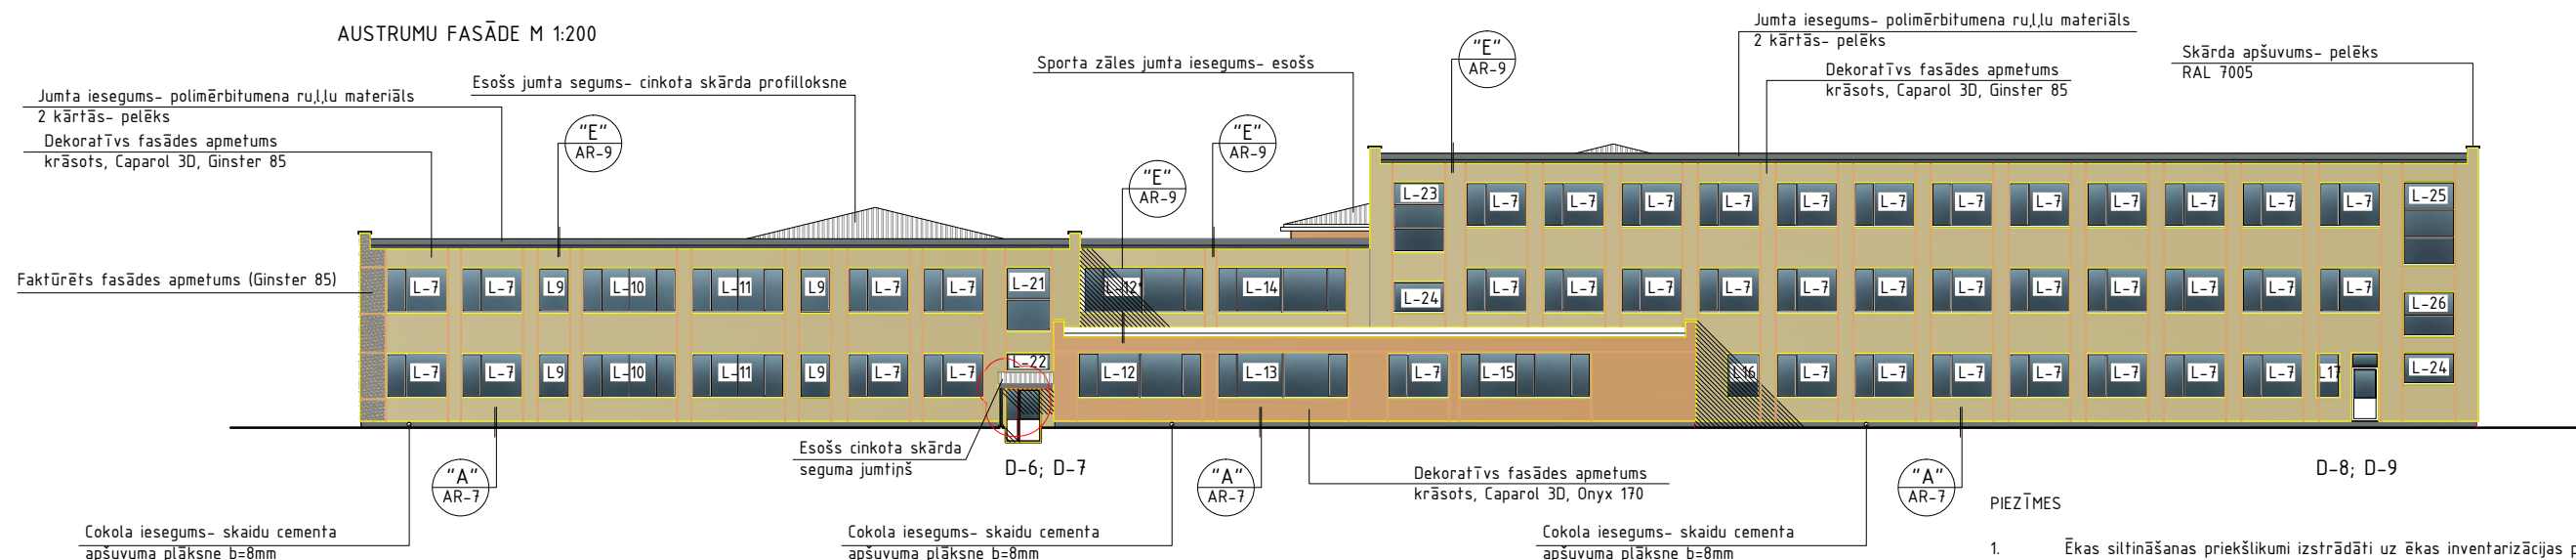 AUSTRUMU FASĀDE M 1:200
Jumta iesegums- polimērbitumena ruļļu materiāls
2 kārtās- pelēks
Skārda apšuvums- pelēks
RAL 7005
"E"
AR-9
Sporta zāles jumta iesegums- esošs
Dekoratīvs fasādes apmetums
krāsots, Caparol 3D, Ginster 85
Esošs jumta segums- cinkota skārda profilloksne
Jumta iesegums- polimērbitumena ruļļu materiāls
2 kārtās- pelēks
Dekoratīvs fasādes apmetums
krāsots, Caparol 3D, Ginster 85
"E"
AR-9
"E"
AR-9
"E"
AR-9
L-23 L-7 L-7 L-7 L-7 L-7 L-7 L-7 L-7 L-7 L-7 L-7 L-7 L-25
Faktūrēts fasādes apmetums (Ginster 85)
L-7 L-7 L9 L-10 L-11 L9 L-7 L-7 L-21 L-12 L-14 L-24 L-7 L-7 L-7 L-7 L-7 L-7 L-7 L-7 L-7 L-7 L-7 L-7 L-26
L-7 L-7 L9 L-10 L-11 L9 L-7 L-7 L-22 L-12 L-13 L-7 L-15 L16 L-7 L-7 L-7 L-7 L-7 L-7 L-7 L17 L-24
Esošs cinkota skārda
seguma jumtiņš
D-6; D-7
D-8; D-9
"A"
AR-7
"A"
AR-7
Dekoratīvs fasādes apmetums
krāsots, Caparol 3D, Onyx 170
"A"
AR-7
PIEZĪMES
Cokola iesegums- skaidu cementa
apšuvuma plāksne b=8mm
Cokola iesegums- skaidu cementa
apšuvuma plāksne b=8mm
Cokola iesegums- skaidu cementa
apšuvuma plāksne b=8mm
1. Ēkas siltināšanas priekšlikumi izstrādāti uz ēkas inventarizācijas